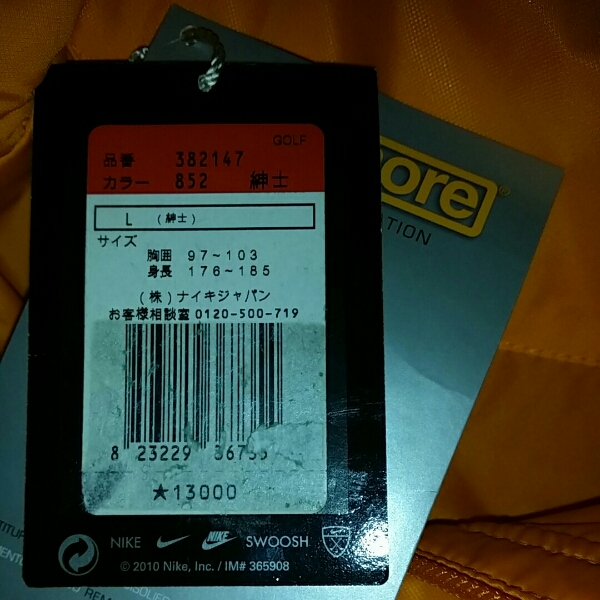 GOLF
品番 382147
カラー 852 紳士
L (紳士)
サイズ
胸囲 97~103
身長 176~185
(株)ナイキジャパン
お客様相談室 0120-500-719
8 23229
★13000
NIKE NIKE SWOOSH
© 2010 Nike, Inc. / IM# 365908
ore®